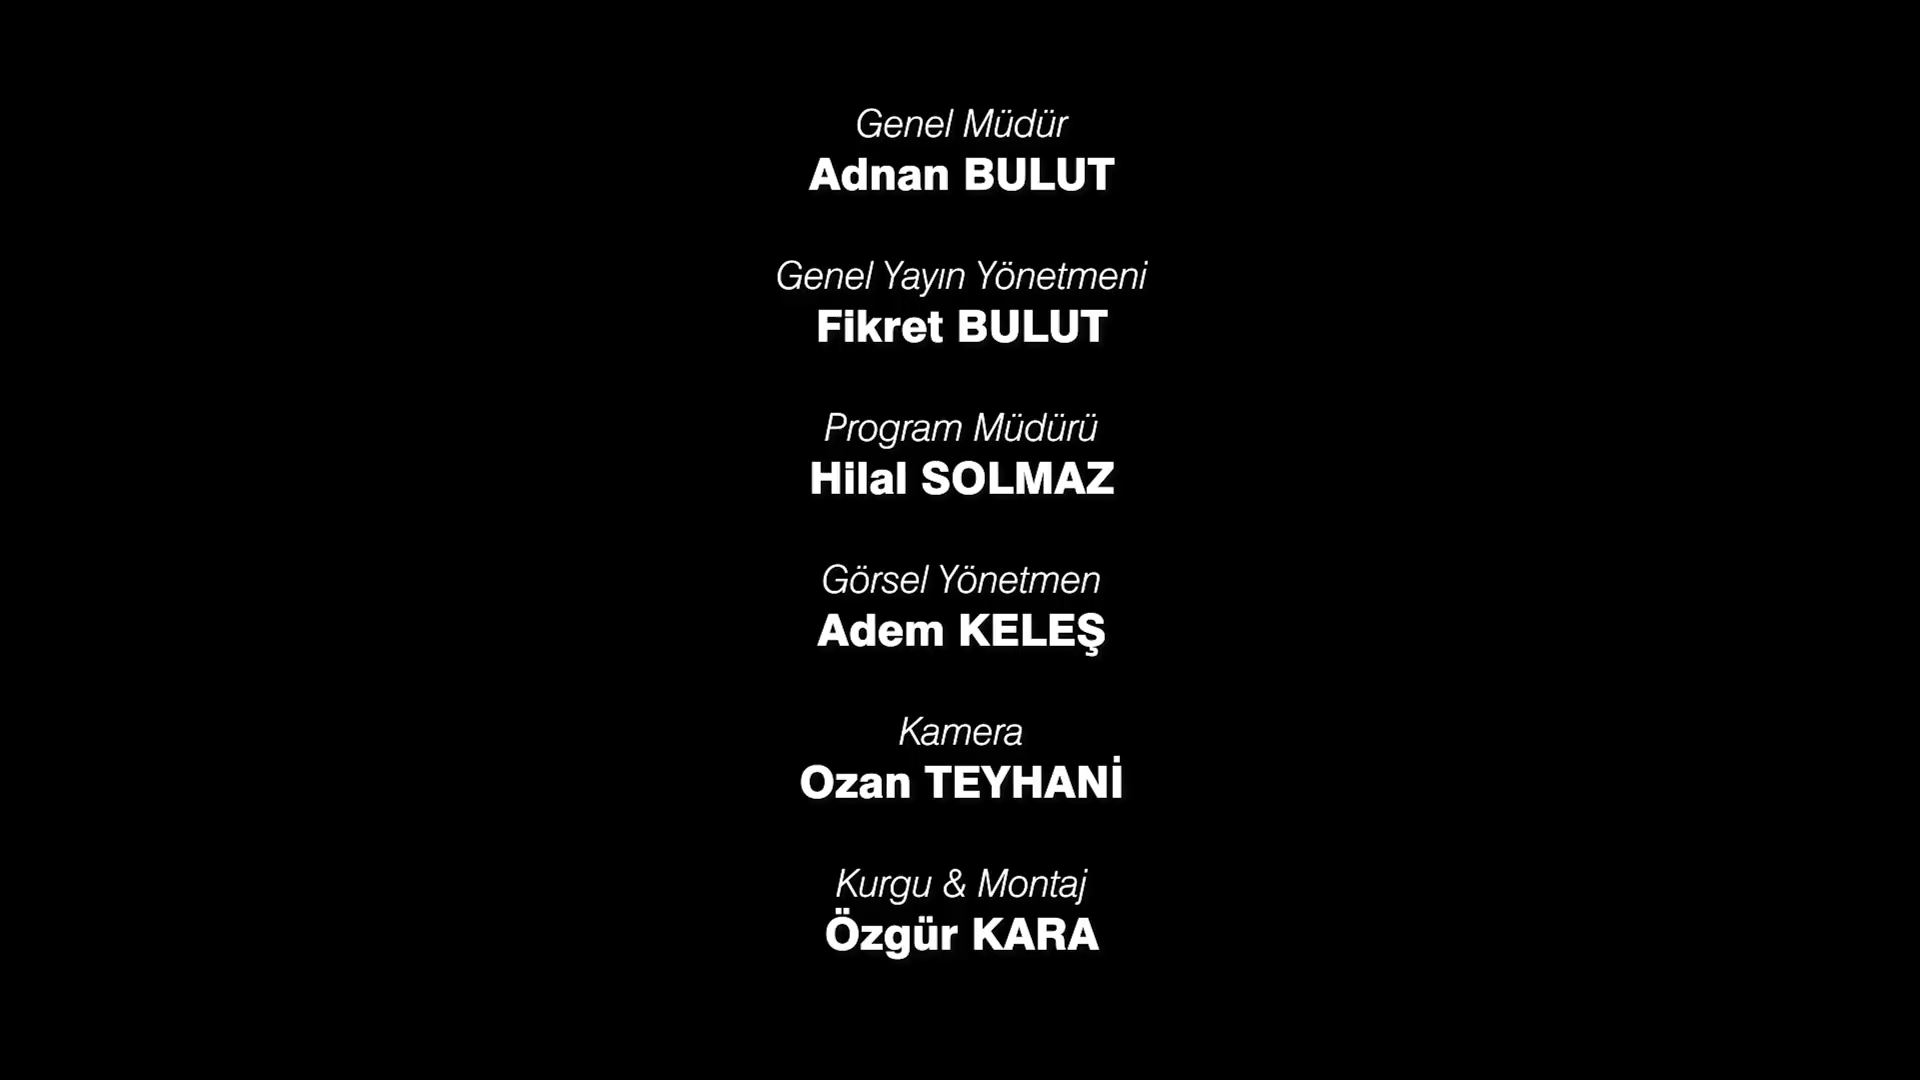 Genel Müdür
Adnan BULUT
Genel Yayın Yönetmeni
Fikret BULUT
Program Müdürü
Hilal SOLMAZ
Görsel Yönetmen
Adem KELEŞ
Kamera
Ozan TEYHANİ
Kurgu & Montaj
Özgür KARA